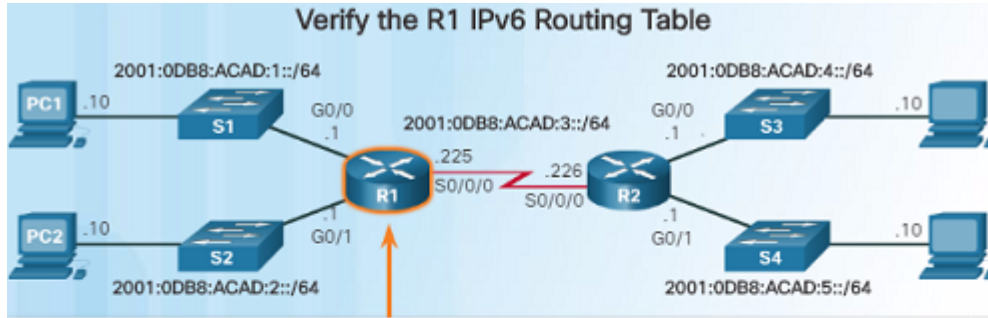 Verify the R1 IPv6 Routing Table
2001:0DB8:ACAD:1::/64
2001:0DB8:ACAD:4::/64
PC1
.10
S1
G0/0
.1
2001:0DB8:ACAD:3::/64
G0/0
.1
S3
.10
.225
S0/0/0
R1
.226
S0/0/0
R2
PC2
.10
S2
.1
G0/1
.1
G0/1
S4
.10
2001:0DB8:ACAD:2::/64
2001:0DB8:ACAD:5::/64